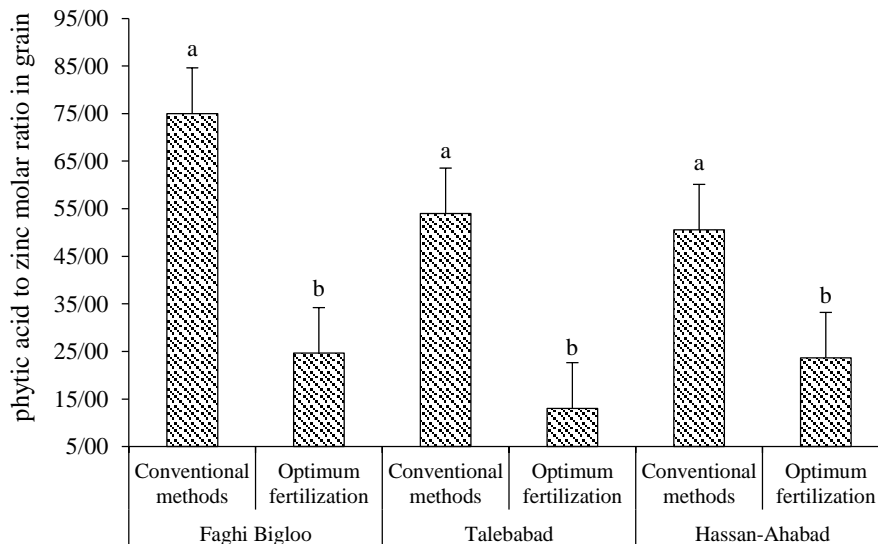 phytic acid to zinc molar ratio in grain
95/00
85/00
75/00
65/00
55/00
45/00
35/00
25/00
15/00
5/00
a
b
a
b
a
b
Conventional
methods
Optimum
fertilization
Conventional
methods
Optimum
fertilization
Conventional
methods
Optimum
fertilization
Faghi Bigloo
Talebabad
Hassan-Ahabad